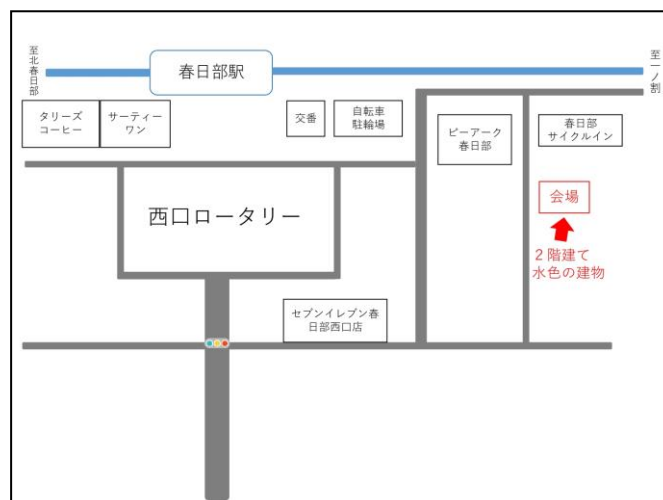 至北春日部
春日部駅
至一ノ割
タリーズ
コーヒー
サーティー
ワン
交番
自転車
駐輪場
ピーアーク
春日部
春日部
サイクルイン
西口ロータリー
会場
２階建て
水色の建物
セブンイレブン春
日部西口店